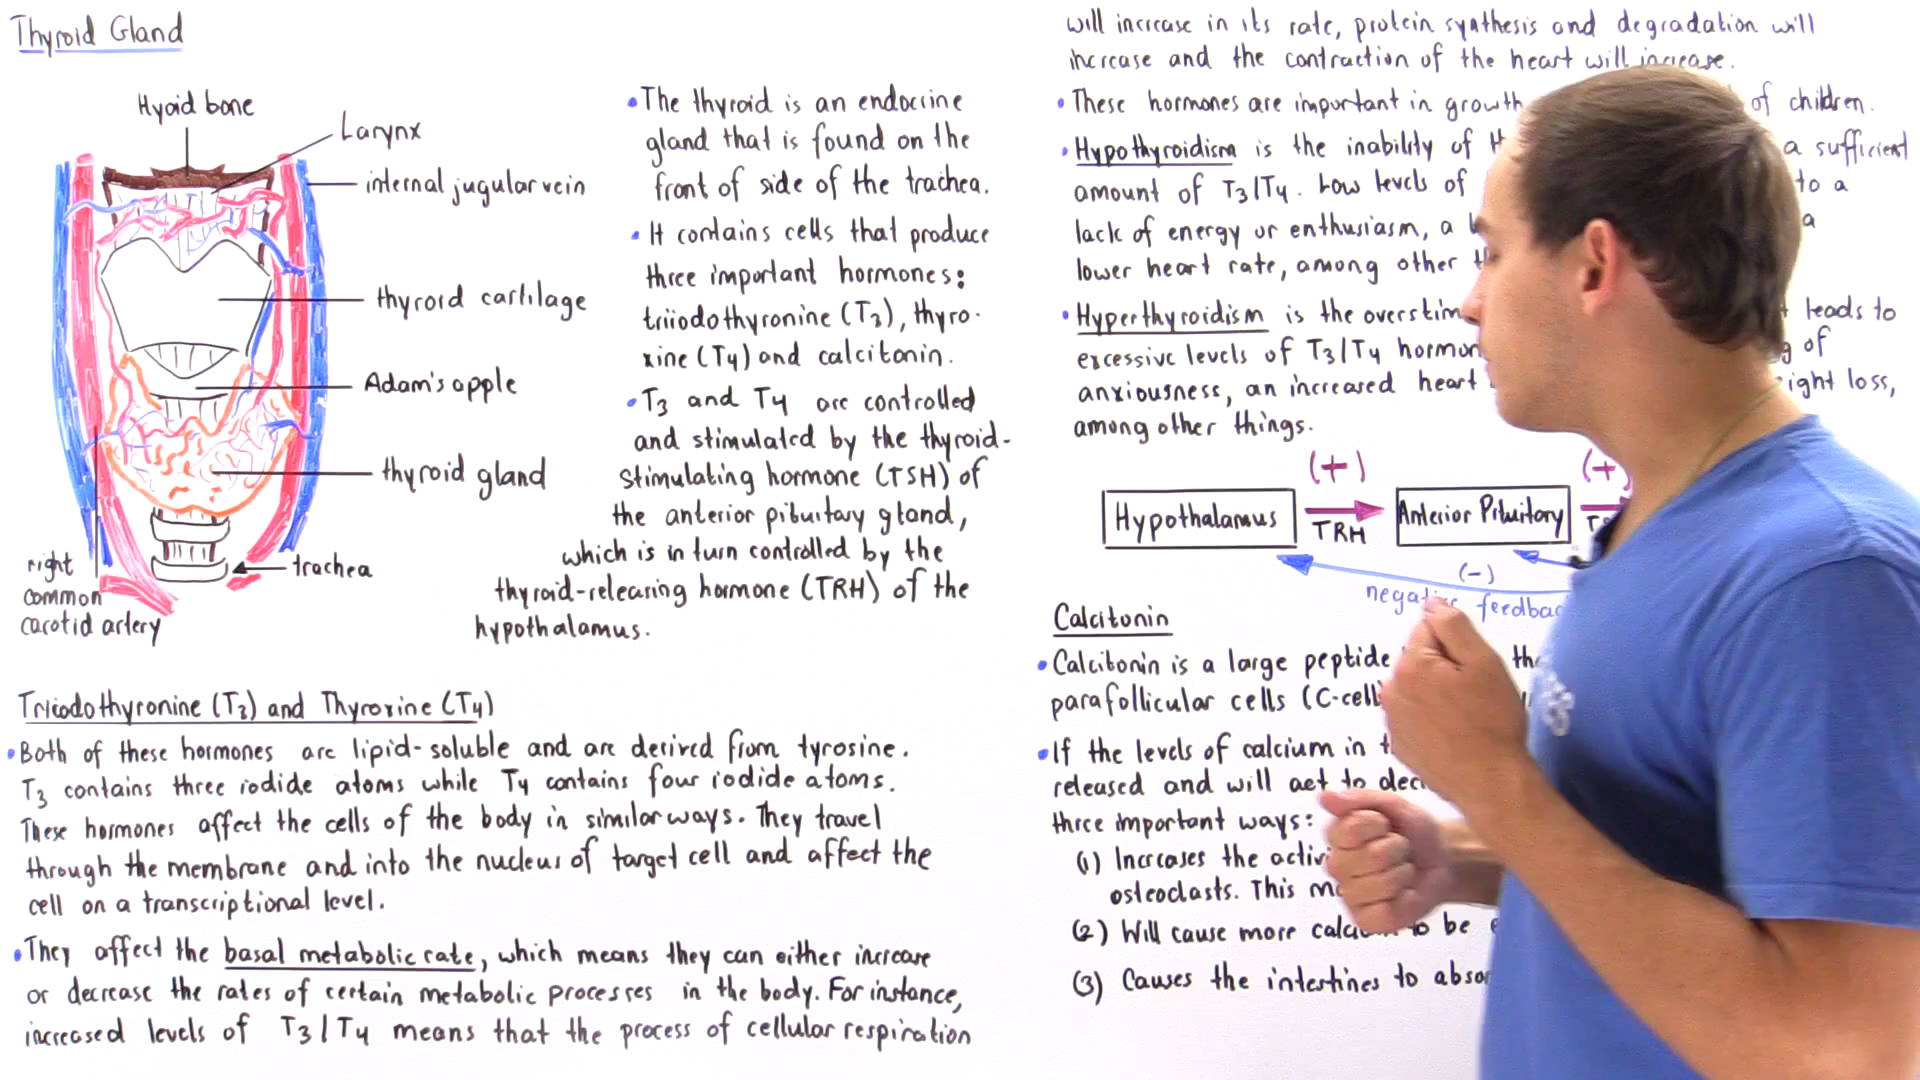 Thyroid Gland
Hyoid bone
Larynx
internal jugular vein
thyroid cartilage
Adam's apple
thyroid gland
right
common
carotid artery
trachea
• The thyroid is an endocrine
gland that is found on the
front of side of the trachea.
• It contains cells that produce
three important hormones:
triiodothyronine (T3), thyro-
xine (T4) and calcitonin.
• T3 and T4 are controlled
and stimulated by the thyroid-
stimulating hormone (TSH) of
the anterior pituitary gland,
which is in turn controlled by the
thyroid-releasing hormone (TRH) of the
hypothalamus.
Triiodothyronine (T3) and Thyroxine (T4)
• Both of these hormones are lipid-soluble and are derived from tyrosine.
T3 contains three iodide atoms while T4 contains four iodide atoms.
These hormones affect the cells of the body in similar ways. They travel
through the membrane and into the nucleus of target cell and affect the
cell on a transcriptional level.
• They affect the basal metabolic rate, which means they can either increase
or decrease the rates of certain metabolic processes in the body. For instance,
increased levels of T3/T4 means that the process of cellular respiration
will increase in its rate, protein synthesis and degradation will
increase and the contraction of the heart will increase.
• These hormones are important in growth of children.
• Hypothyroidism is the inability of a sufficient
amount of T3/T4. Low levels of to a
lack of energy or enthusiasm, a a
lower heart rate, among other
• Hyperthyroidism is the leads to
excessive levels of T3/T4 of
anxiousness, an increased heart loss,
among other things.
(+) (+)
Hypothalamus TRH Anterior Pituitary
(-)
negative feedback
Calcitonin
• Calcitonin is a large peptide
parafollicular cells
• If the levels of calcium in
released and will act to
three important ways:
(1) Increases the
osteoclasts. This
(2) Will cause more calcium to be
(3) Causes the intestines to